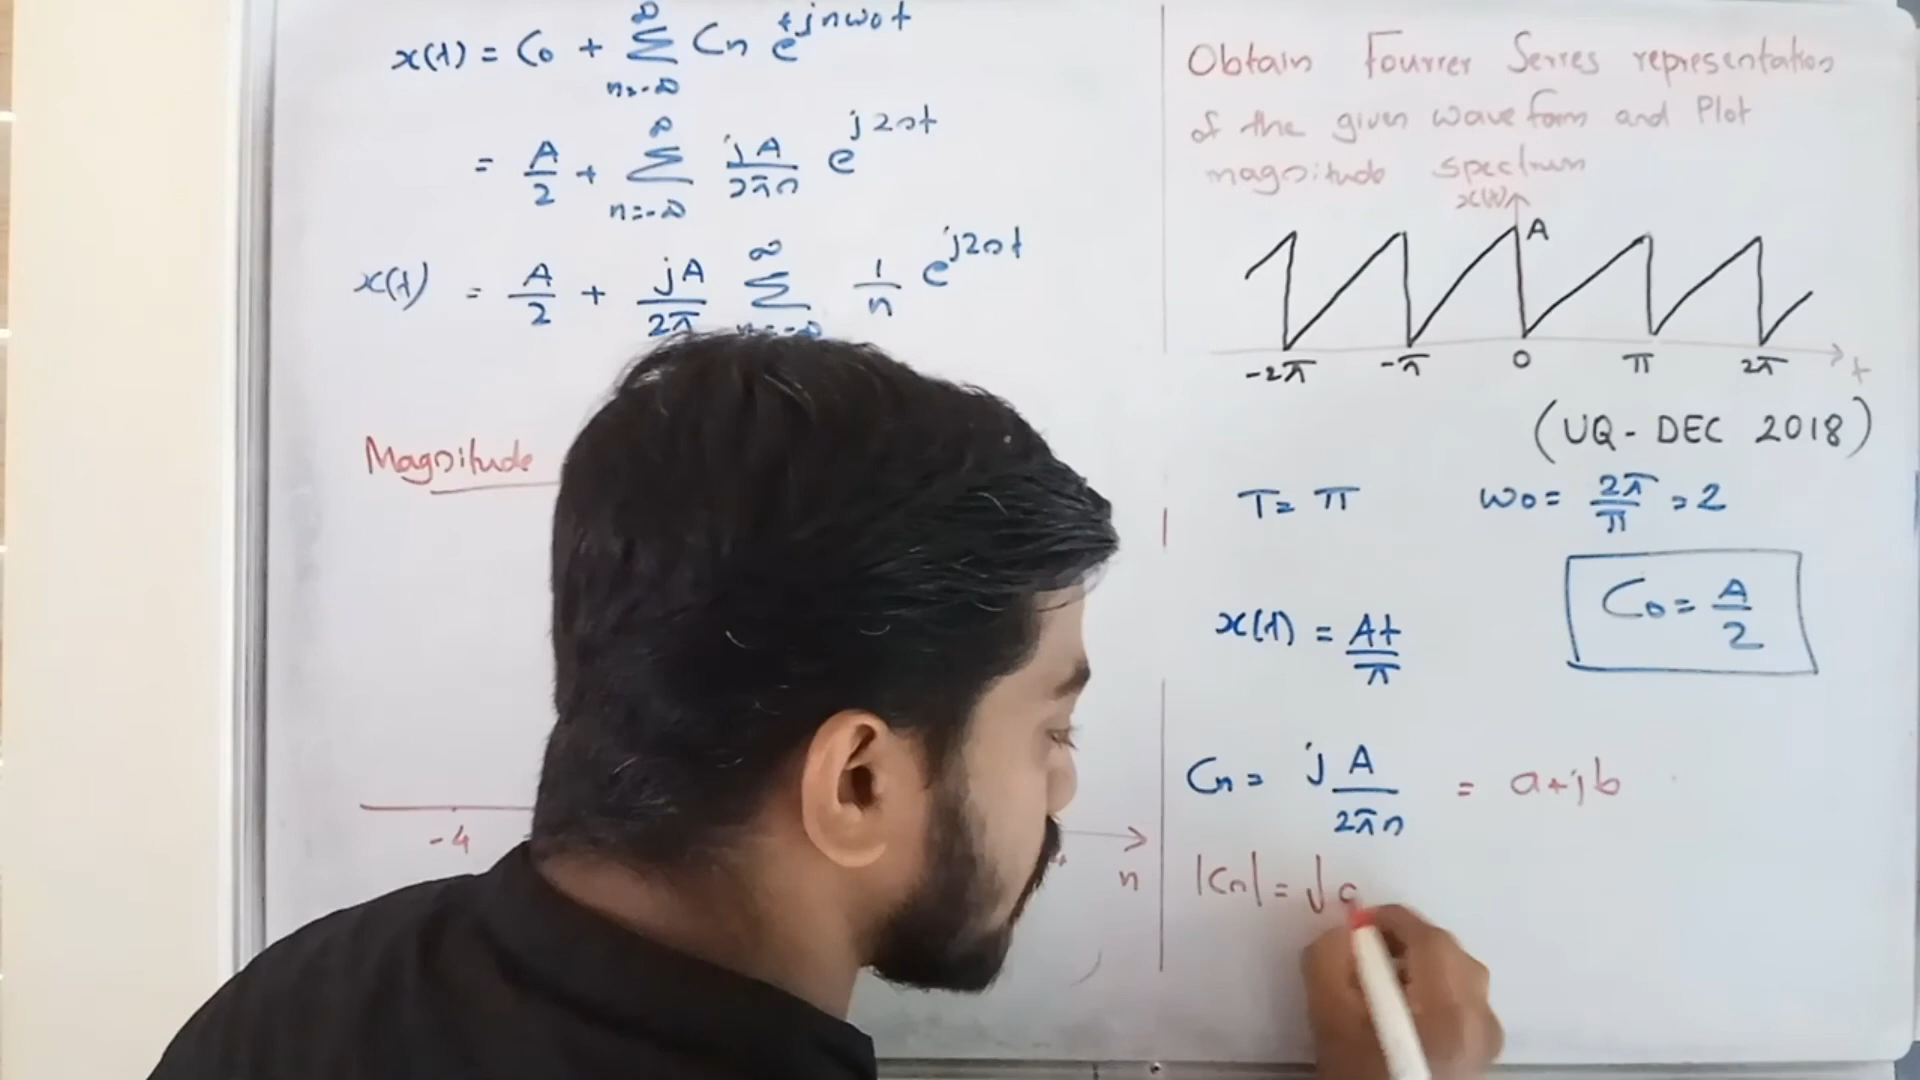 x(t) = C₀ + ∞∑n=-∞ Cn e^+jnω₀t
= A/2 + ∞∑n=-∞ jA/2πn e^j2nt
x(t) = A/2 + jA/2π ∞∑n=-∞ 1/n e^j2nt
Magnitude
-4
n
Obtain Fourier Series representation
of the given wave form and Plot
magnitude spectrum
x(t)
A
-2π -π 0 π 2π t
(UQ- DEC 2018)
T= π ω₀= 2π/π = 2
x(t) = At/π C₀= A/2
Cn = j A/2πn = a+jb
|Cn| = √a